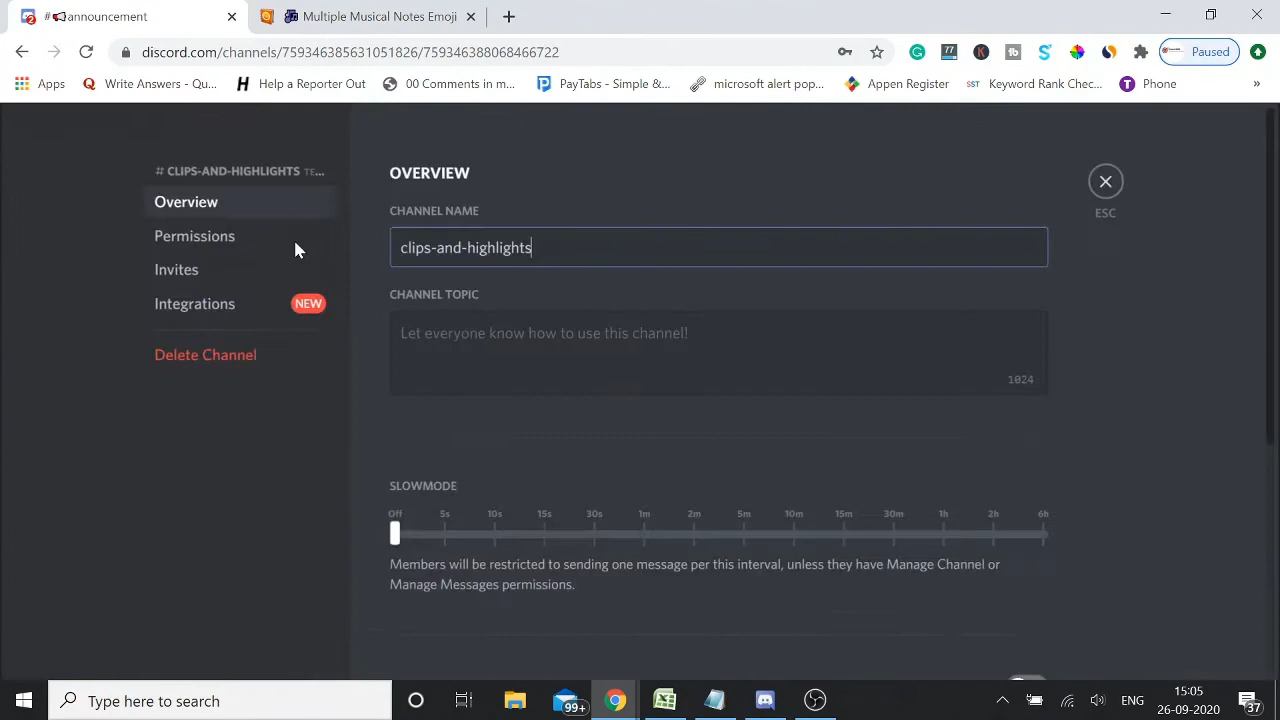 #📢announcement
Multiple Musical Notes Emoji
discord.com/channels/759346385631051826/759346388068466722
Paused
Apps
Write Answers - Qu...
Help a Reporter Out
00 Comments in m...
PayTabs - Simple &...
microsoft alert pop...
Appen Register
SST Keyword Rank Chec...
Phone
»
# CLIPS-AND-HIGHLIGHTS TE...
Overview
Permissions
Invites
Integrations NEW
Delete Channel
OVERVIEW
CHANNEL NAME
clips-and-highlights
CHANNEL TOPIC
Let everyone know how to use this channel!
1024
ESC
SLOWMODE
Off 5s 10s 15s 30s 1m 2m 5m 10m 15m 30m 1h 2h 6h
Members will be restricted to sending one message per this interval, unless they have Manage Channel or
Manage Messages permissions.
Type here to search
99+
ENG
15:05
26-09-2020
37